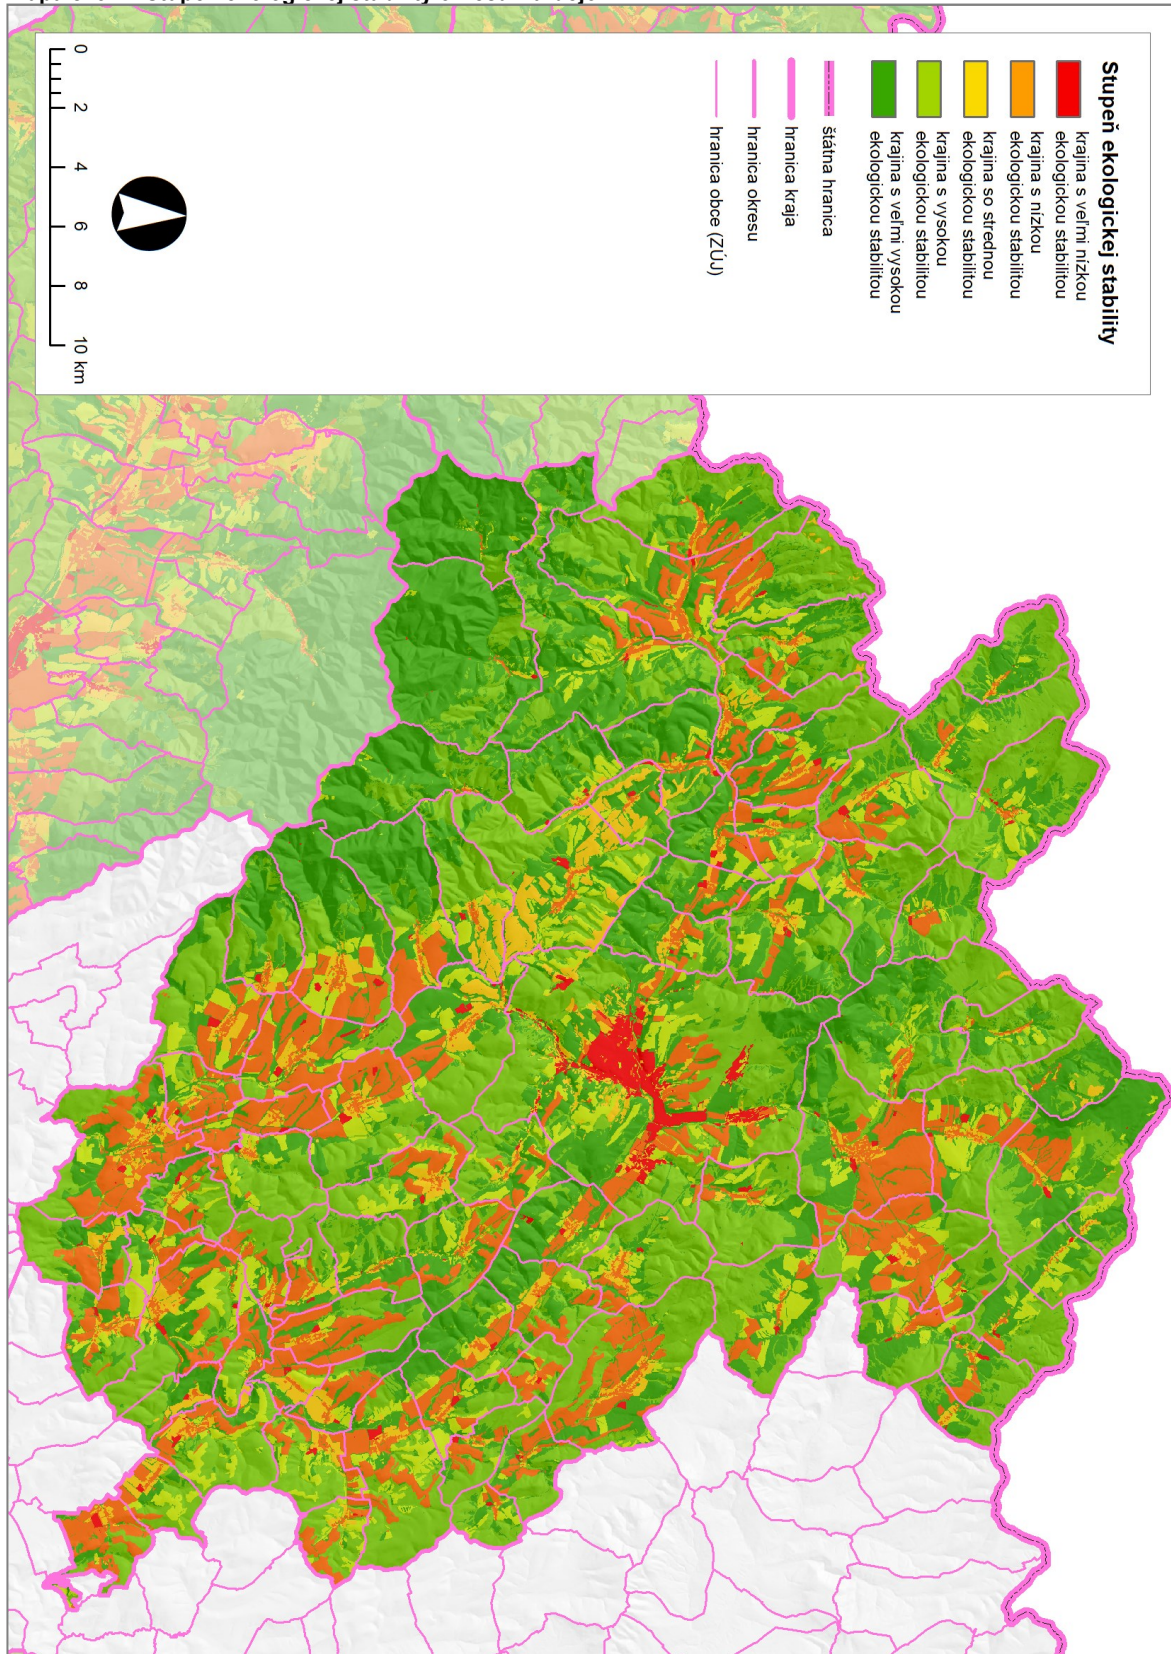 Stupeň ekologickej stability
krajina s veľmi nízkou
ekologickou stabilitou
krajina s nízkou
ekologickou stabilitou
krajina so strednou
ekologickou stabilitou
krajina s vysokou
ekologickou stabilitou
krajina s veľmi vysokou
ekologickou stabilitou
štátna hranica
hranica kraja
hranica okresu
hranica obce (ZÚJ)
0 2 4 6 8 10 km